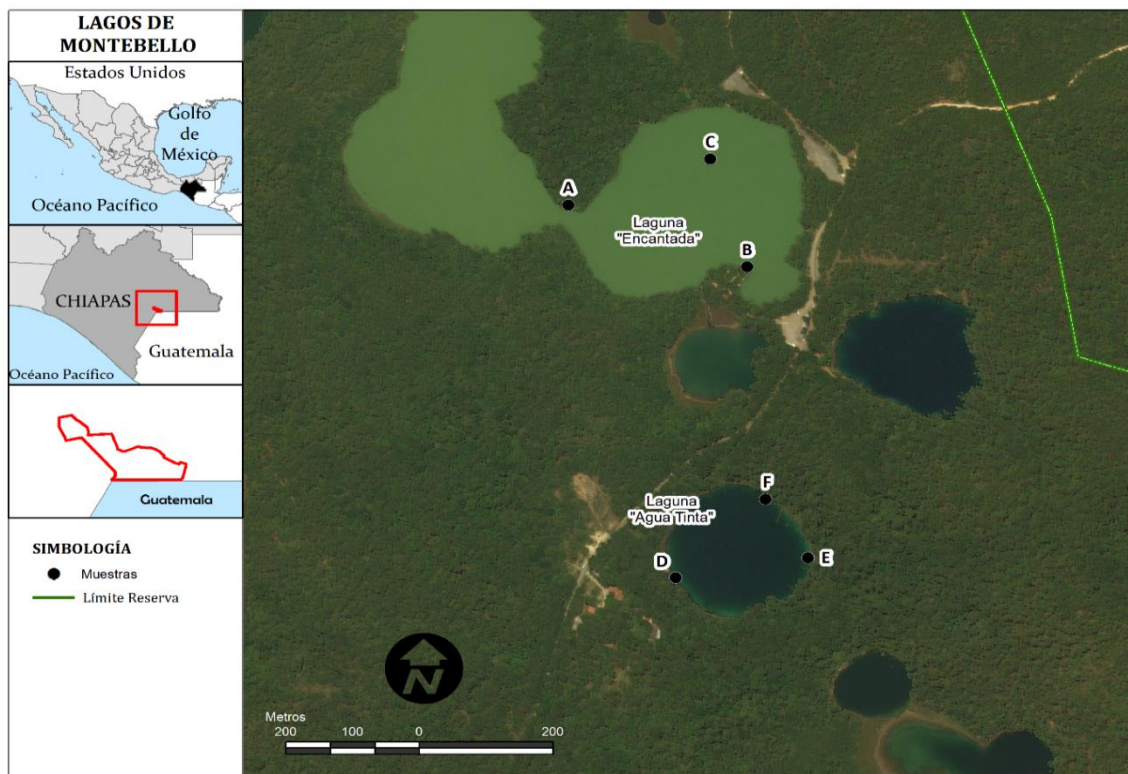 LAGOS DE
MONTEBELLO
Estados Unidos
Golfo
de
México
Océano Pacífico
CHIAPAS
Guatemala
Océano Pacífico
Guatemala
SIMBOLOGÍA
Muestras
Límite Reserva
A
C
Laguna
"Encantada"
B
F
Laguna
"Agua Tinta"
E
D
N
Metros
200 100 0 200